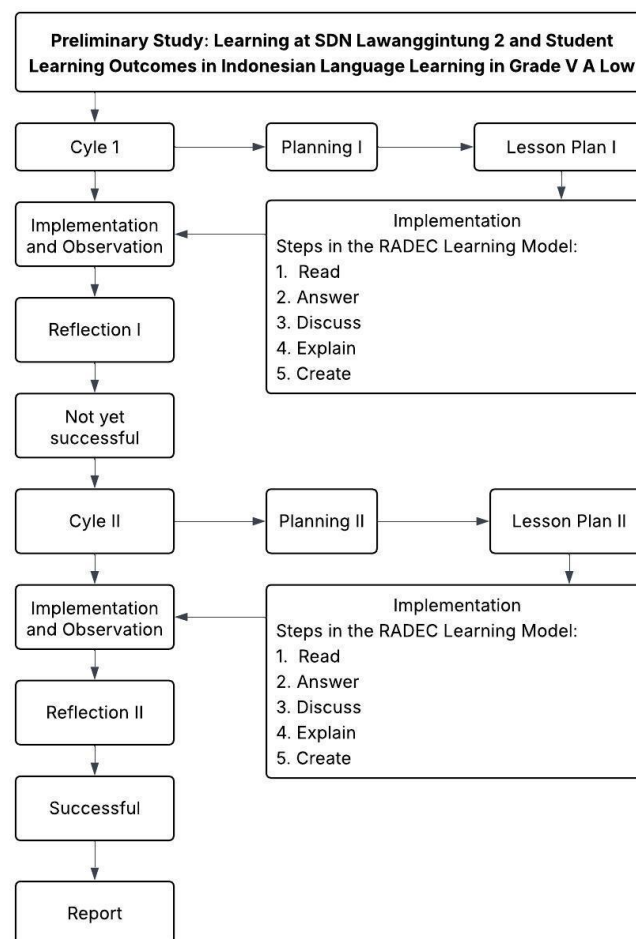 Preliminary Study: Learning at SDN Lawanggintung 2 and Student
Learning Outcomes in Indonesian Language Learning in Grade V A Low
Cyle 1
Planning I
Lesson Plan I
Implementation
and Observation
Implementation
Steps in the RADEC Learning Model:
1. Read
2. Answer
3. Discuss
4. Explain
5. Create
Reflection I
Not yet
successful
Cyle II
Planning II
Lesson Plan II
Implementation
and Observation
Implementation
Steps in the RADEC Learning Model:
1. Read
2. Answer
3. Discuss
4. Explain
5. Create
Reflection II
Successful
Report